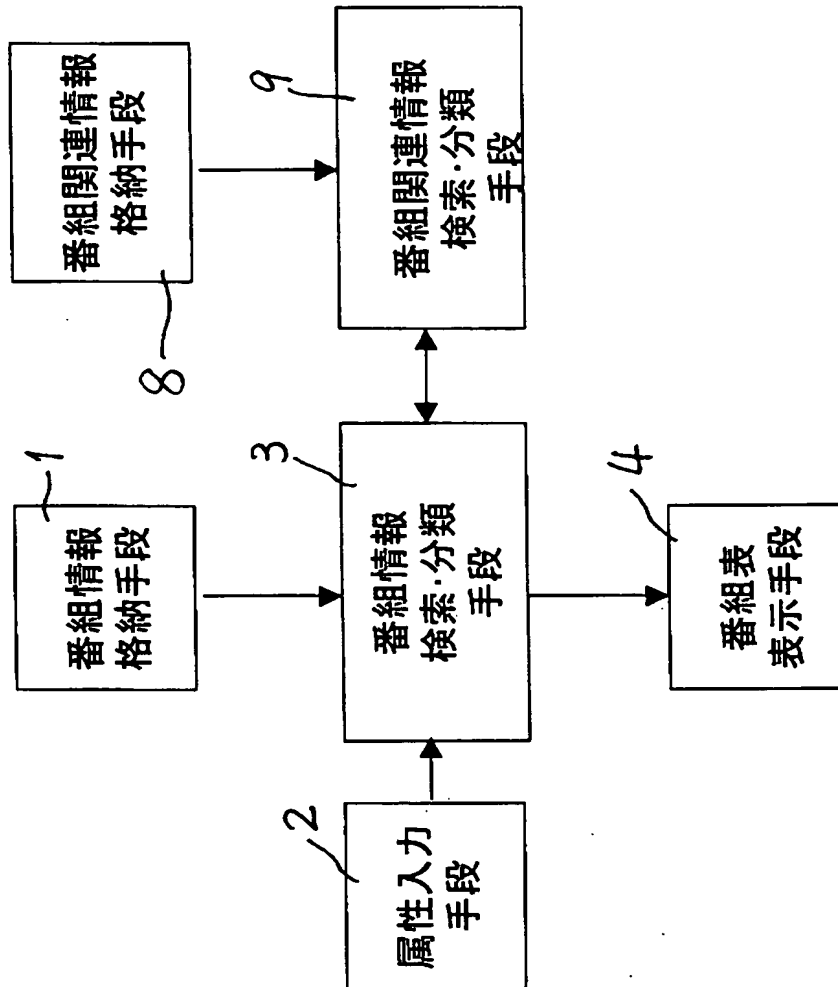 1
番組情報
格納手段
8
番組関連情報
格納手段
2
属性入力
手段
3
番組情報
検索・分類
手段
9
番組関連情報
検索・分類
手段
4
番組表
表示手段